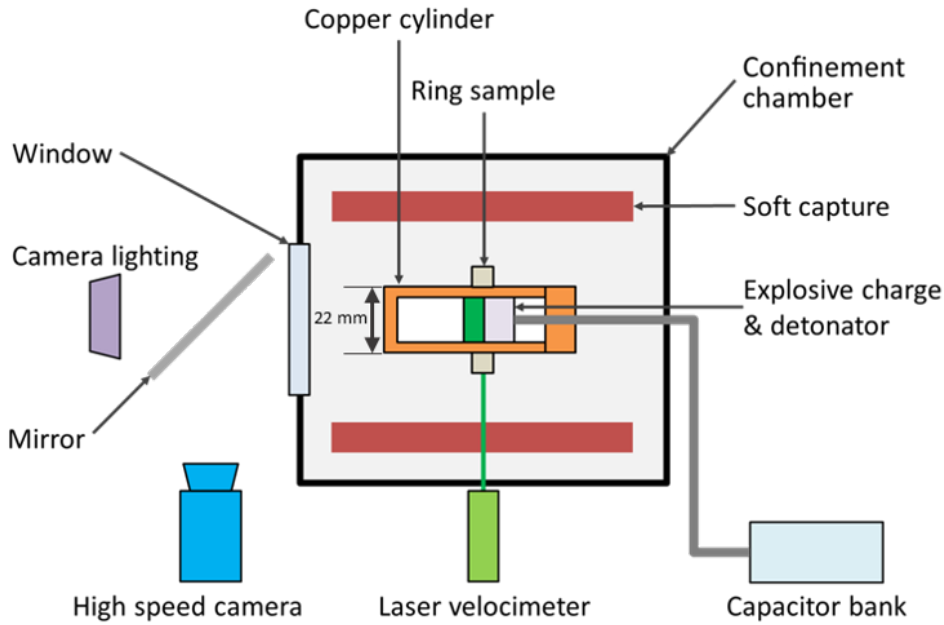 Copper cylinder
Ring sample
Confinement
chamber
Window
Soft capture
Camera lighting
Explosive charge
& detonator
22 mm
Mirror
High speed camera
Laser velocimeter
Capacitor bank